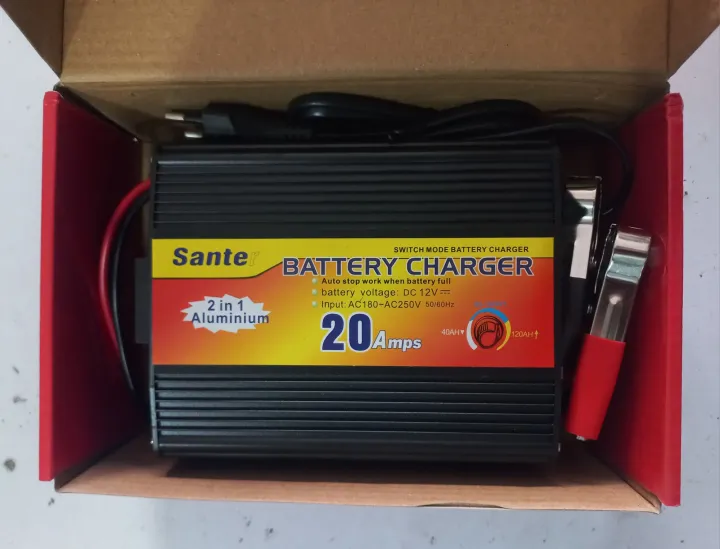 SWITCH MODE BATTERY CHARGER
Santer
BATTERY CHARGER
Auto stop work when battery full
battery voltage: DC 12V
Input: AC180~AC250V 50/60Hz
2 in 1
Aluminium
20Amps
40AH▼
120AH↑